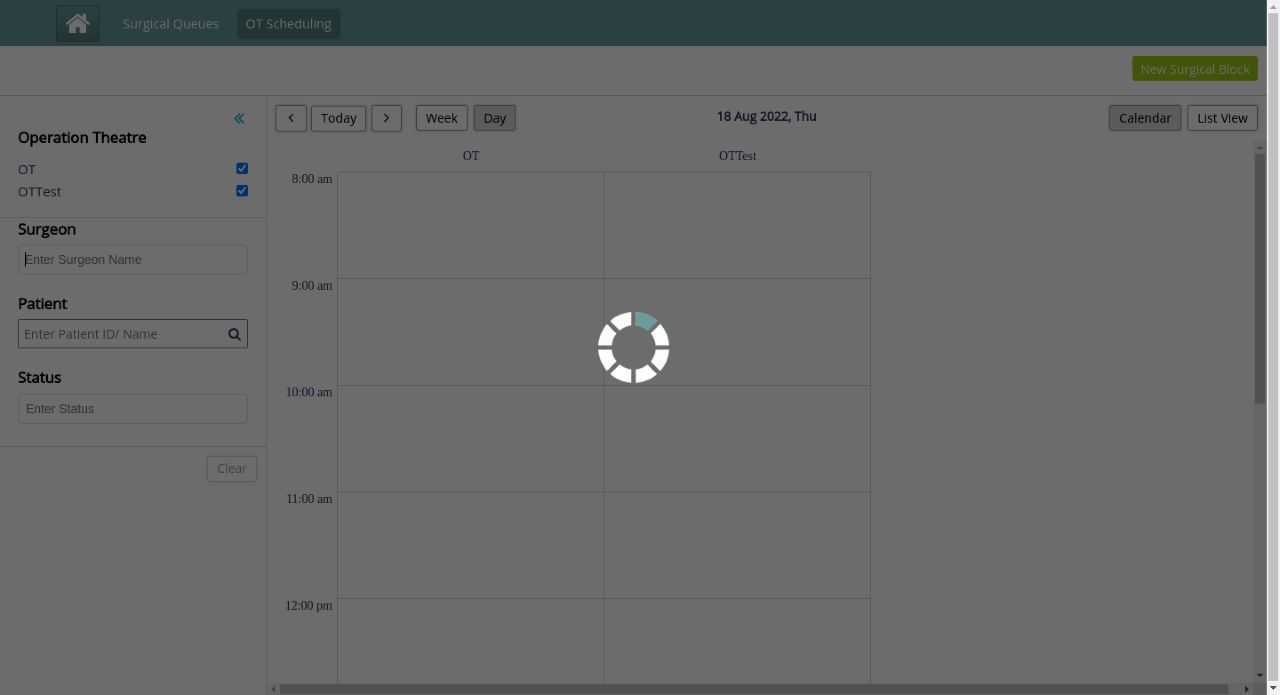 Surgical Queues OT Scheduling
New Surgical Block
Today Week Day 18 Aug 2022, Thu Calendar List View
Operation Theatre
OT
OTTest
Surgeon
Enter Surgeon Name
Patient
Enter Patient ID/ Name
Status
Enter Status
Clear
OT OTTest
8:00 am
9:00 am
10:00 am
11:00 am
12:00 pm